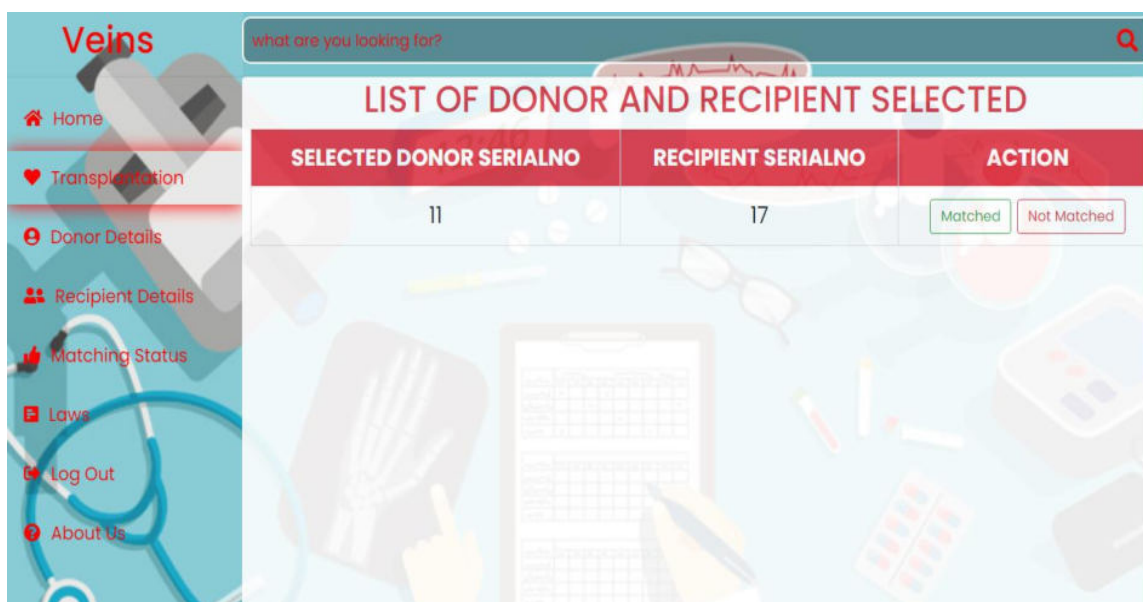 Veins
what are you looking for?
Home
Transplantation
Donor Details
Recipient Details
Matching Status
Laws
Log Out
About Us
LIST OF DONOR AND RECIPIENT SELECTED
SELECTED DONOR SERIALNO RECIPIENT SERIALNO ACTION
11 17 Matched Not Matched